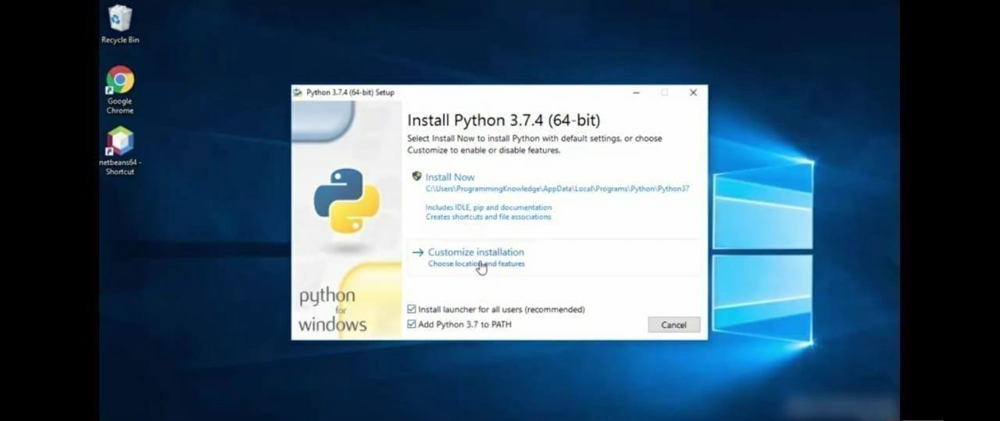 Recycle Bin
Google
Chrome
netbeans64 -
Shortcut
Python 3.7.4 (64-bit) Setup
Install Python 3.7.4 (64-bit)
Select Install Now to install Python with default settings, or choose
Customize to enable or disable features.
Install Now
C:\Users\ProgrammingKnowledge\AppData\Local\Programs\Python\Python37
Includes IDLE, pip and documentation
Creates shortcuts and file associations
Customize installation
Choose location and features
python
for
windows
Install launcher for all users (recommended)
Add Python 3.7 to PATH
Cancel